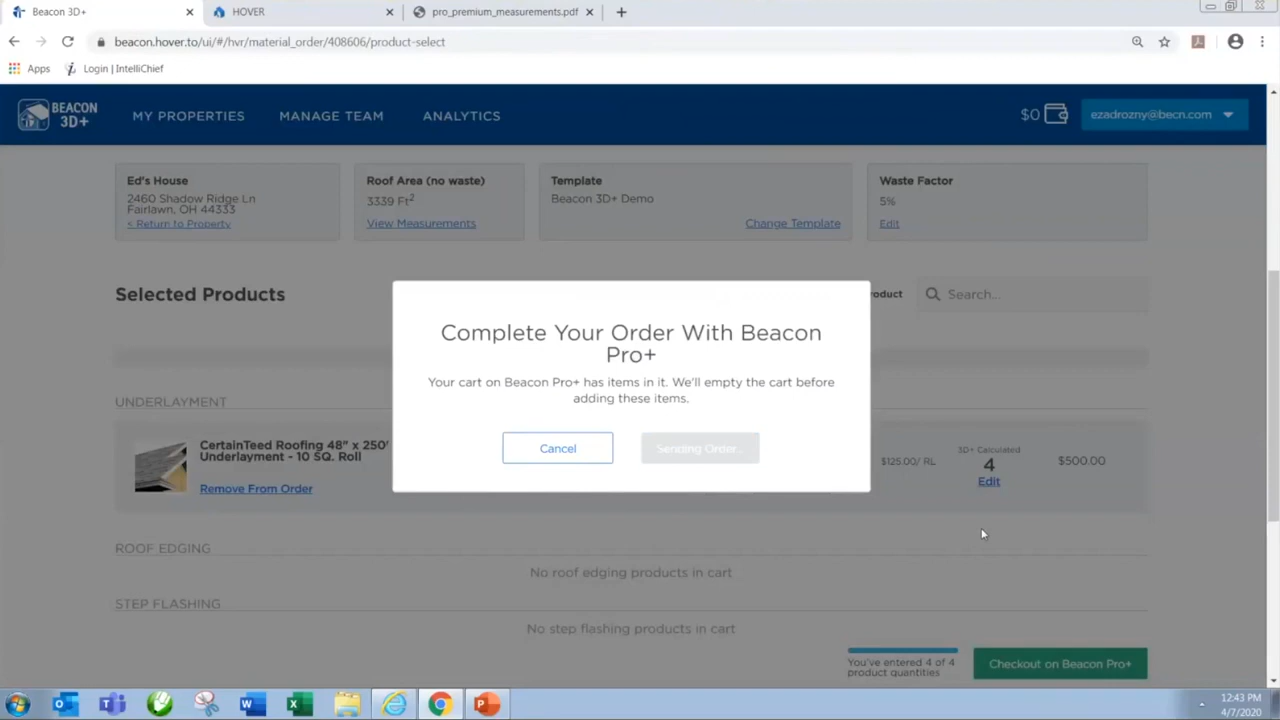 Beacon 3D+
HOVER
pro_premium_measurements.pdf
beacon.hover.to/ui/#/hvr/material_order/408606/product-select
Apps
Login | IntelliChief
BEACON
3D+
MY PROPERTIES
MANAGE TEAM
ANALYTICS
$0
ezadrozny@becn.com
Ed's House
2460 Shadow Ridge Ln
Fairlawn, OH 44333
< Return to Property
Roof Area (no waste)
3339 Ft²
View Measurements
Template
Beacon 3D+ Demo
Change Template
Waste Factor
5%
Edit
Selected Products
oduct
Search...
Complete Your Order With Beacon
Pro+
Your cart on Beacon Pro+ has items in it. We'll empty the cart before
adding these items.
Cancel
Sending Order...
UNDERLAYMENT
CertainTeed Roofing 48" x 250'
Underlayment - 10 SQ. Roll
Remove From Order
$125.00/ RL
3D+ Calculated
4
Edit
$500.00
ROOF EDGING
No roof edging products in cart
STEP FLASHING
No step flashing products in cart
You've entered 4 of 4
product quantities
Checkout on Beacon Pro+
12:43 PM
4/7/2020